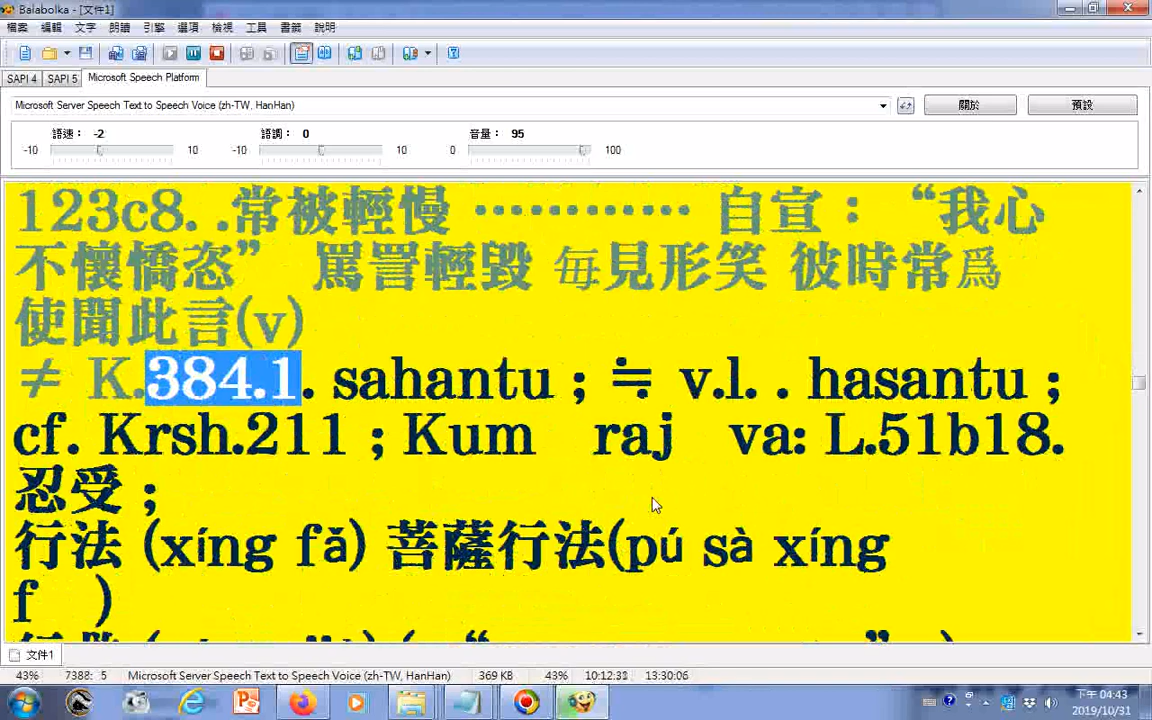 Balabolka - [文件1]
檔案 編輯 文字 朗讀 引擎 選項 檢視 工具 書籤 說明
SAPI 4 SAPI 5 Microsoft Speech Platform
Microsoft Server Speech Text to Speech Voice (zh-TW, HanHan) 關於 預設
語速： -2 語調： 0 音量： 95
-10 10 -10 10 0 100
123c8. .常被輕慢 ………… 自宣：“我心
不懷憍恣” 罵詈輕毀 每見形笑 彼時常爲
使聞此言(v)
≠ K.384.1. sahantu ; ≒ v.l. . hasantu ;
cf. Krsh.211 ; Kum raj va: L.51b18.
忍受 ;
行法 (xíng fǎ) 菩薩行法(pú sà xíng
f )
文件1
43% 7388: 5 Microsoft Server Speech Text to Speech Voice (zh-TW, HanHan) 369 KB 43% 10:12:31 13:30:06
下午 04:43
2019/10/31